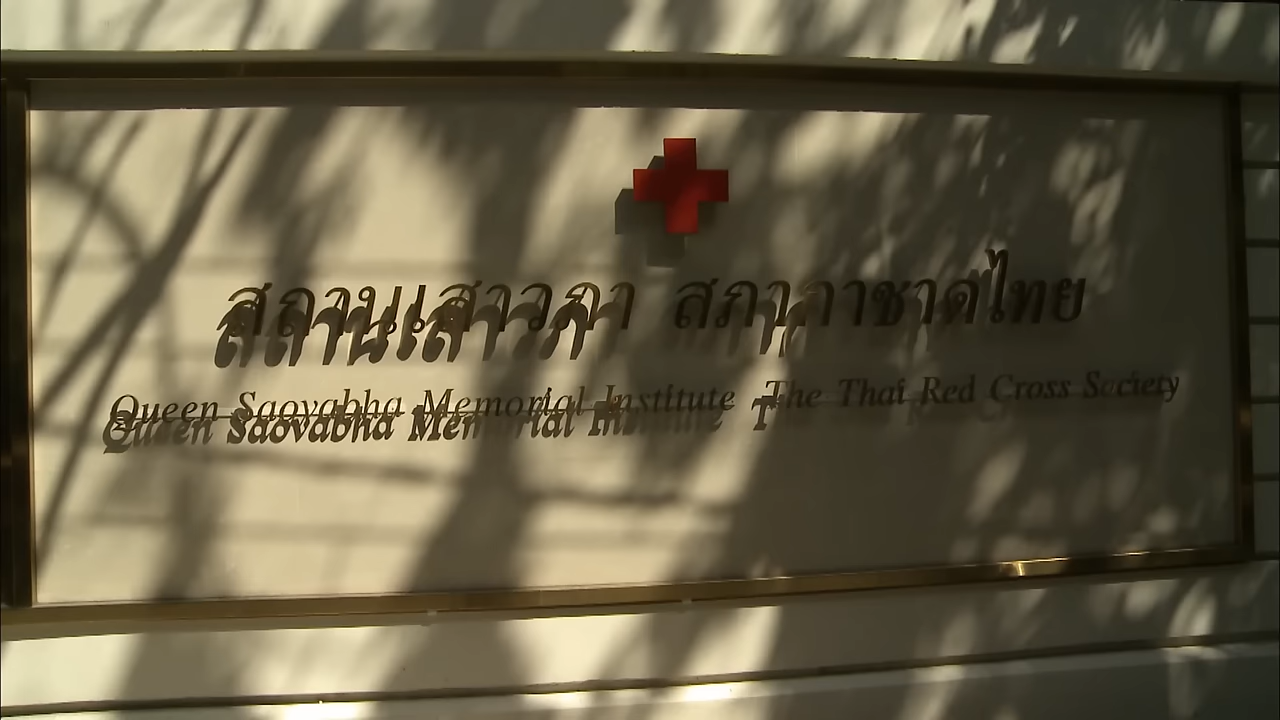 สถานเสาวภา สภากาชาดไทย
Queen Saovabha Memorial Institute The Thai Red Cross Society